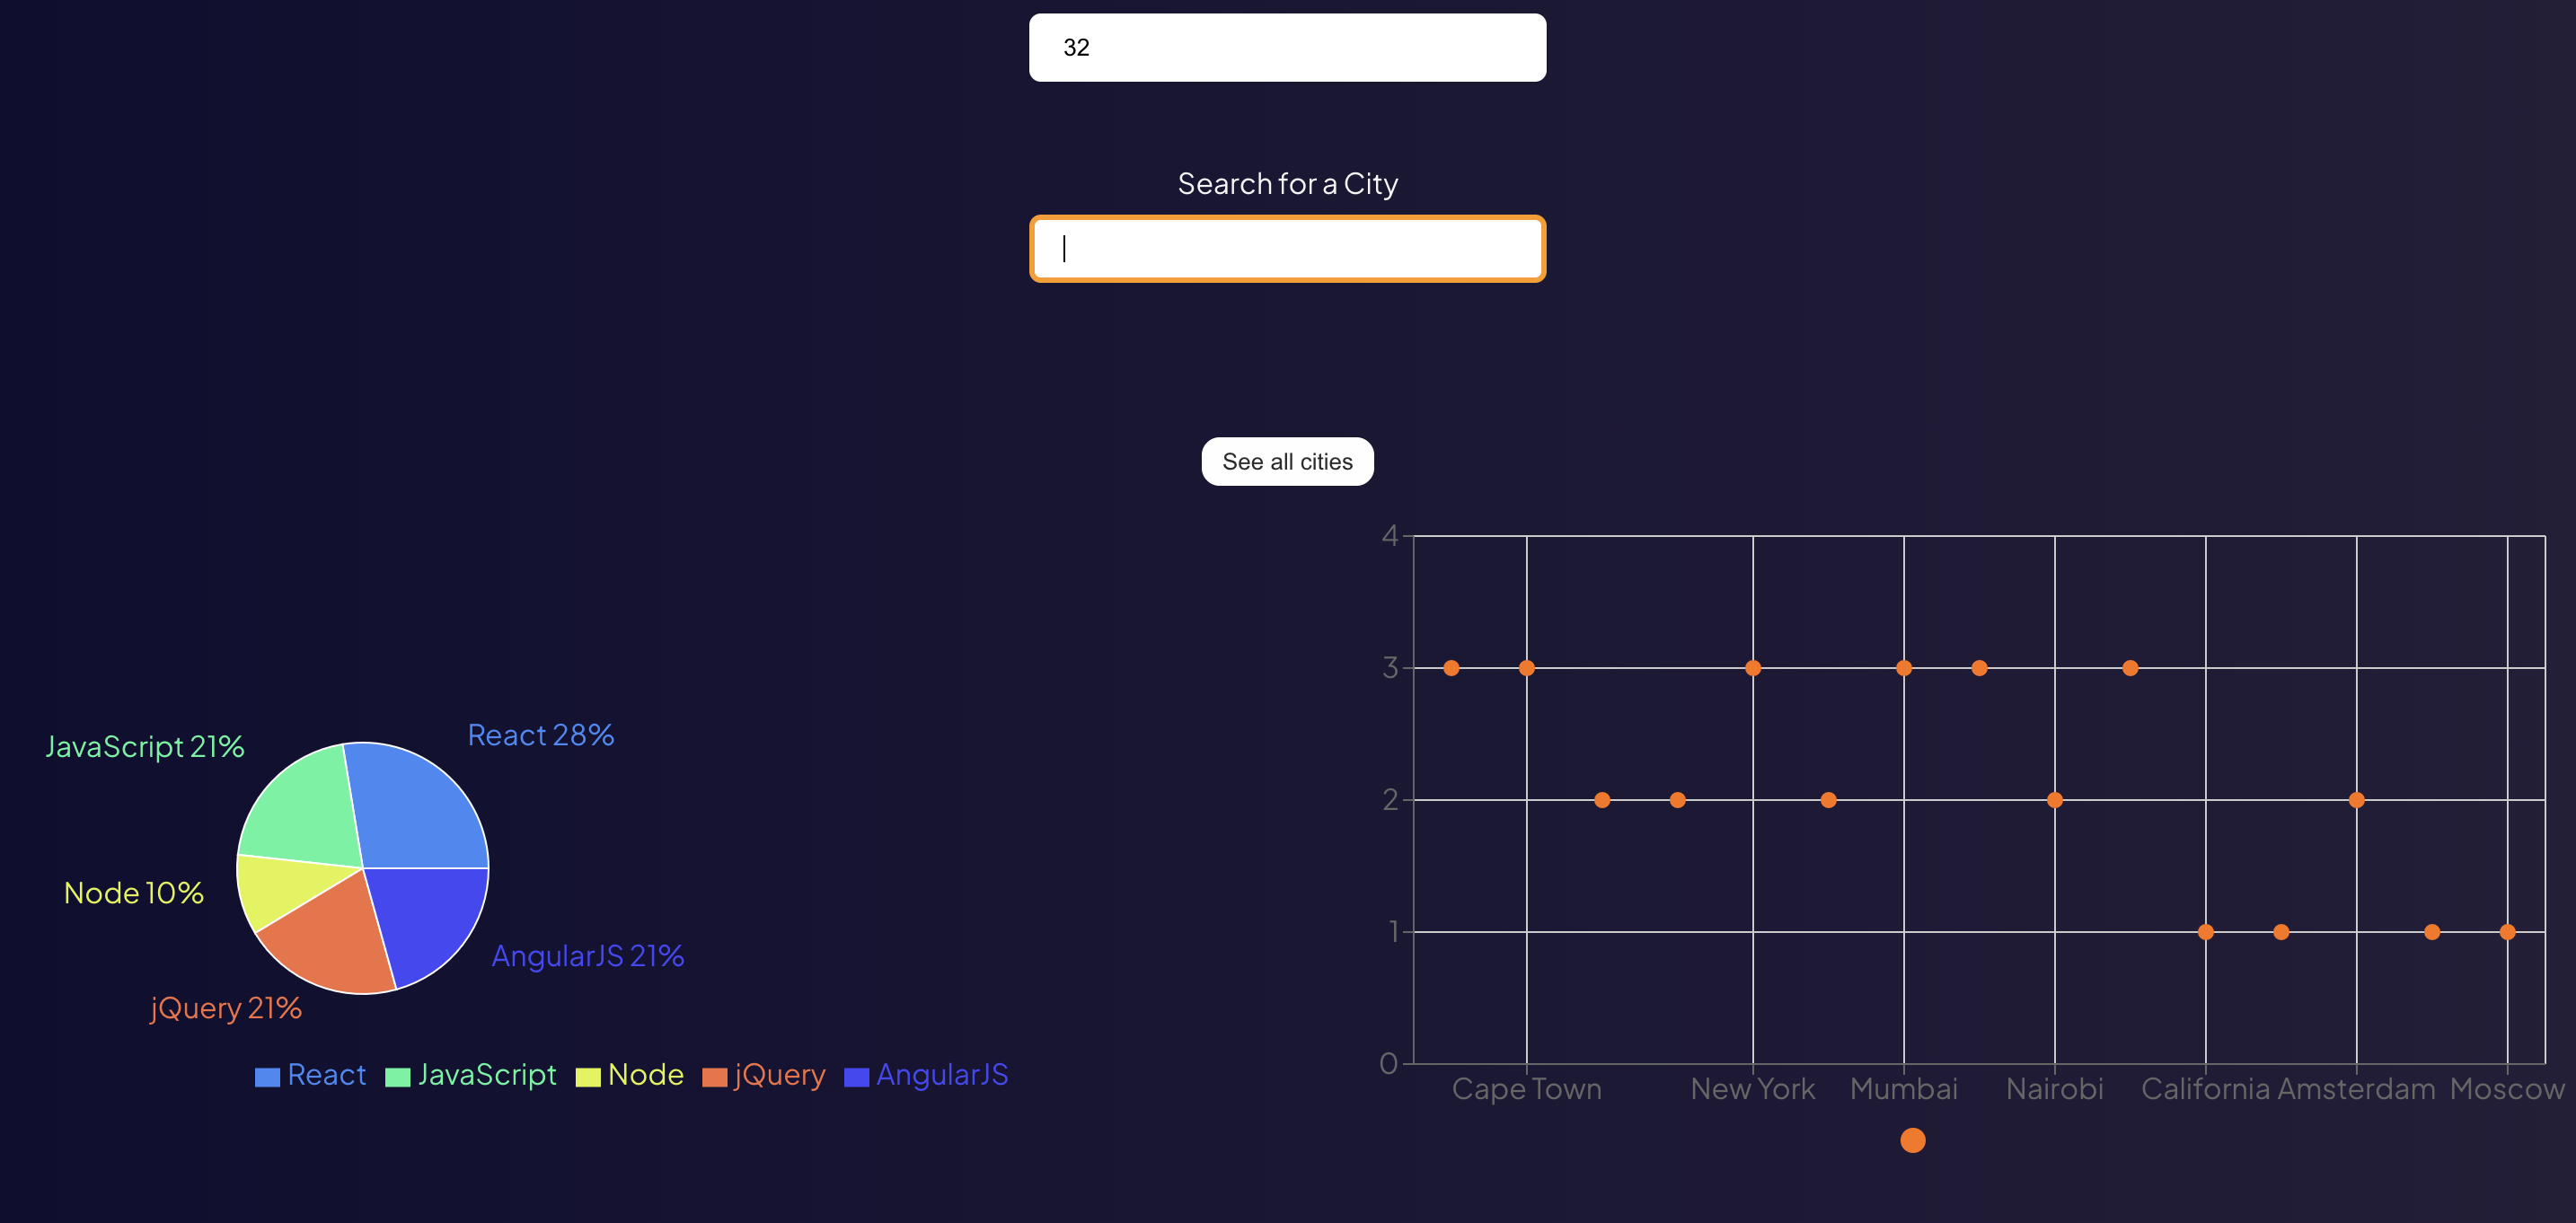 32
Search for a City
See all cities
JavaScript 21%
React 28%
Node 10%
AngularJS 21%
jQuery 21%
React JavaScript Node jQuery AngularJS
4
3
2
1
0
Cape Town New York Mumbai Nairobi California Amsterdam Moscow